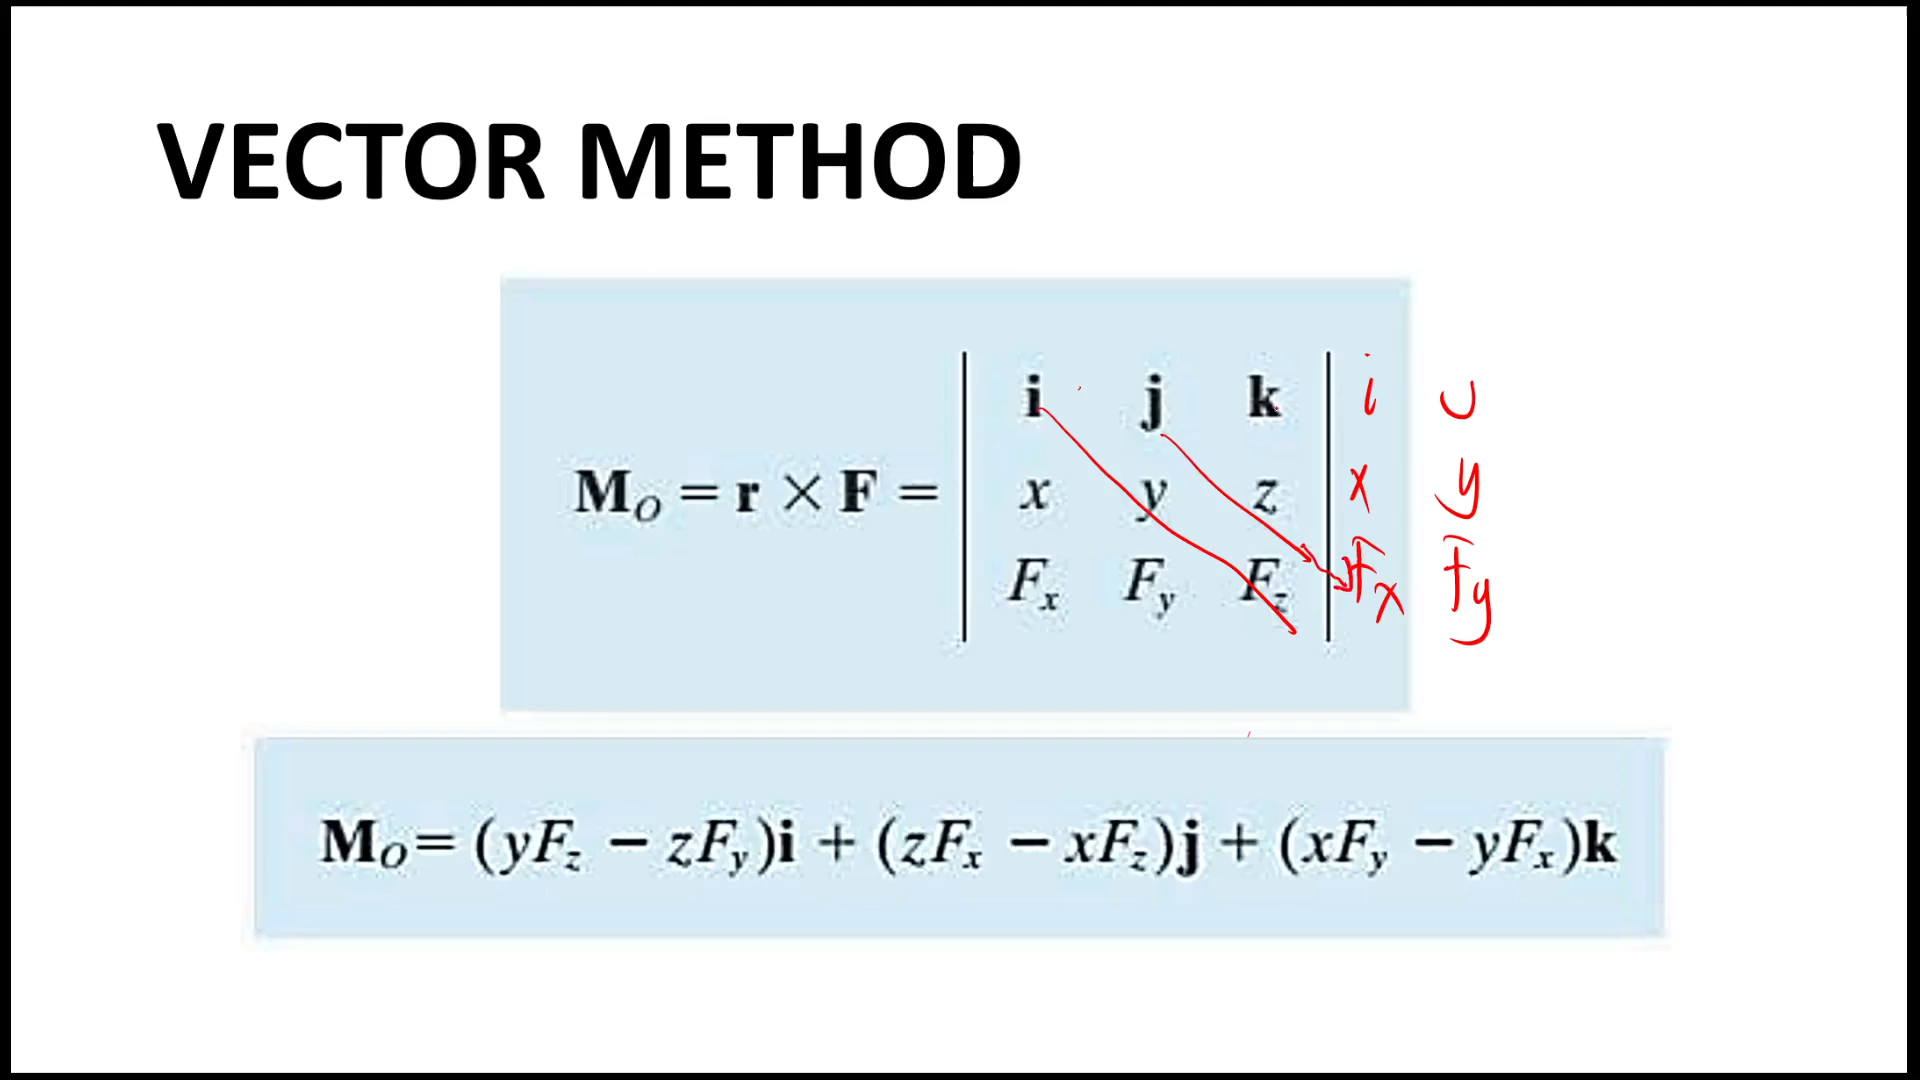 VECTOR METHOD
i j k i
M_O = r × F = x y z x y
F_x F_y F_z F_x F_y
M_O = (yF_z − zF_y)i + (zF_x − xF_z)j + (xF_y − yF_x)k